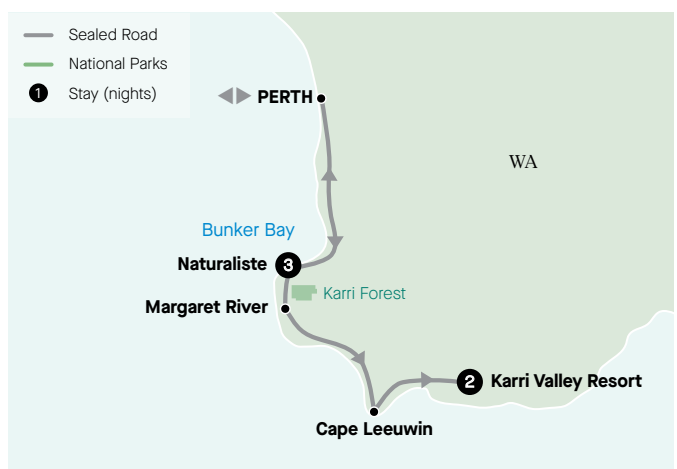 Sealed Road
National Parks
1 Stay (nights)
PERTH
WA
Bunker Bay
Naturaliste 3
Karri Forest
Margaret River
2 Karri Valley Resort
Cape Leeuwin